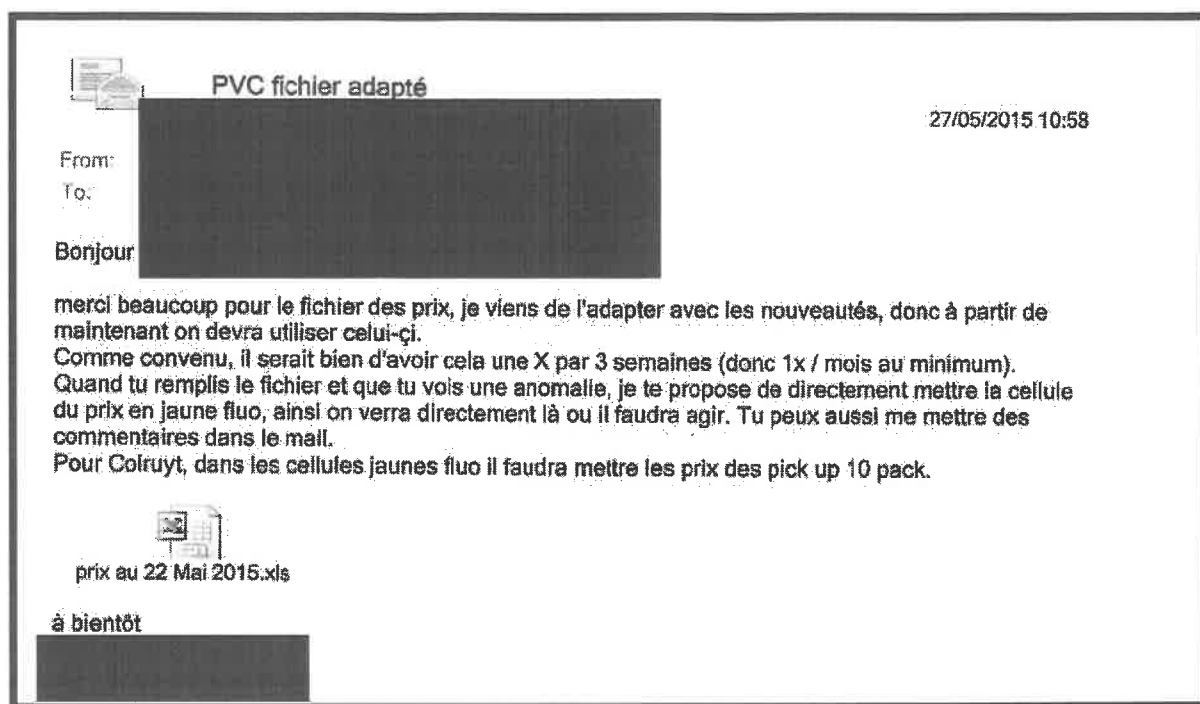 PVC fichier adapté
27/05/2015 10:58
From:
To:
Bonjour
merci beaucoup pour le fichier des prix, je viens de l'adapter avec les nouveautés, donc à partir de
maintenant on devra utiliser celui-çi.
Comme convenu, il serait bien d'avoir cela une X par 3 semaines (donc 1x / mois au minimum).
Quand tu remplis le fichier et que tu vois une anomalie, je te propose de directement mettre la cellule
du prix en jaune fluo, ainsi on verra directement là ou il faudra agir. Tu peux aussi me mettre des
commentaires dans le mail.
Pour Colruyt, dans les cellules jaunes fluo il faudra mettre les prix des pick up 10 pack.
prix au 22 Mai 2015.xls
à bientôt